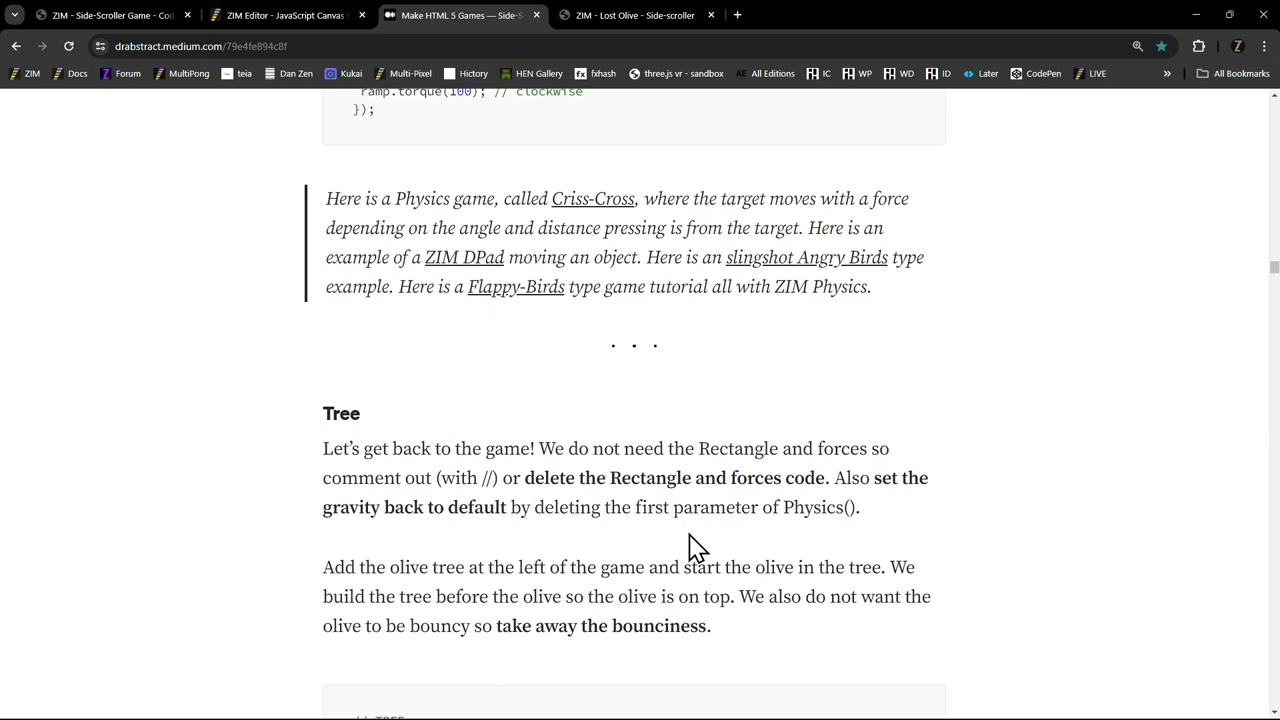 ZIM - Side-Scroller Game - Cod
ZIM Editor - JavaScript Canvas
Make HTML 5 Games — Side-S
ZIM - Lost Olive - Side-scroller
drabstract.medium.com/79e4fe894c8f
ZIM
Docs
Forum
MultiPong
teia
Dan Zen
Kukai
Multi-Pixel
Hictory
HEN Gallery
fxhash
three.js vr - sandbox
All Editions
IC
WP
WD
ID
Later
CodePen
LIVE
»
All Bookmarks
ramp.torque(100); // clockwise
});
Here is a Physics game, called Criss-Cross, where the target moves with a force
depending on the angle and distance pressing is from the target. Here is an
example of a ZIM DPad moving an object. Here is an slingshot Angry Birds type
example. Here is a Flappy-Birds type game tutorial all with ZIM Physics.
. . .
Tree
Let’s get back to the game! We do not need the Rectangle and forces so
comment out (with //) or delete the Rectangle and forces code. Also set the
gravity back to default by deleting the first parameter of Physics().
Add the olive tree at the left of the game and start the olive in the tree. We
build the tree before the olive so the olive is on top. We also do not want the
olive to be bouncy so take away the bounciness.
// TREE